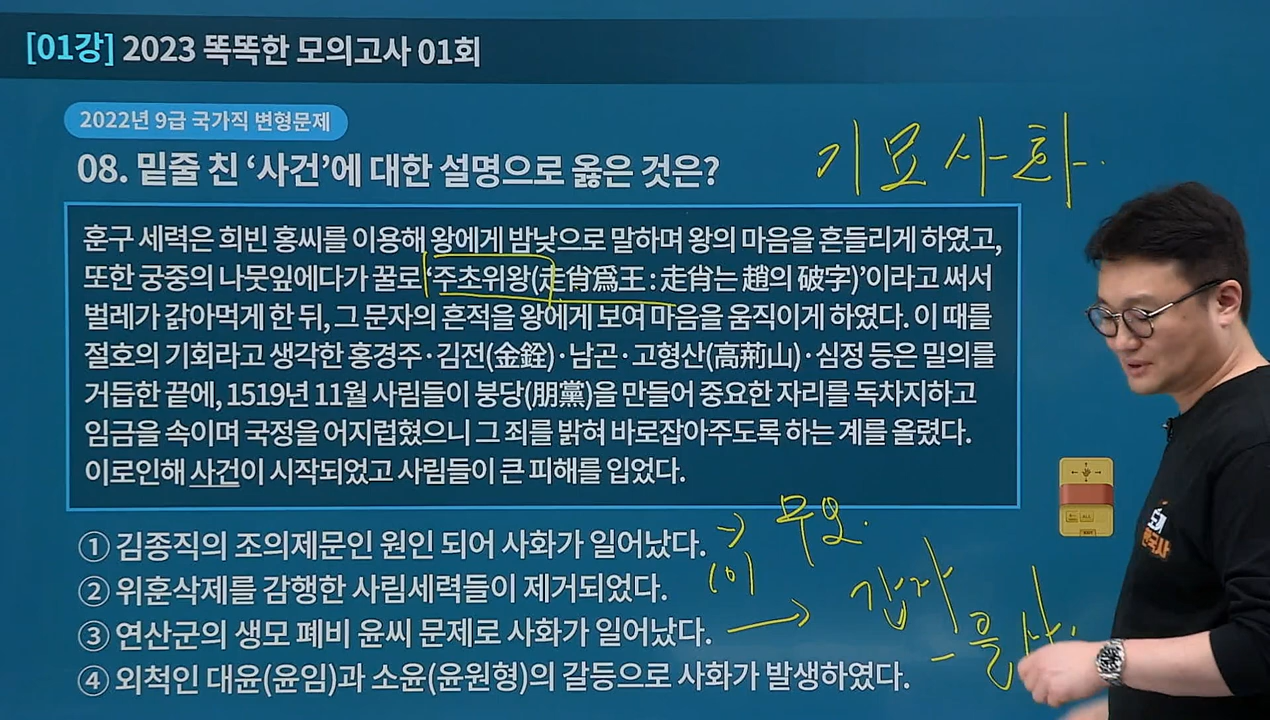 [01강] 2023 똑똑한 모의고사 01회
2022년 9급 국가직 변형문제
08. 밑줄 친 ‘사건’에 대한 설명으로 옳은 것은?
기묘사화.
훈구 세력은 희빈 홍씨를 이용해 왕에게 밤낮으로 말하며 왕의 마음을 흔들리게 하였고,
또한 궁중의 나뭇잎에다가 꿀로 ‘주초위왕(走肖爲王 : 走肖는 趙의 破字)’이라고 써서
벌레가 갉아먹게 한 뒤, 그 문자의 흔적을 왕에게 보여 마음을 움직이게 하였다. 이 때를
절호의 기회라고 생각한 홍경주·김전(金銓)·남곤·고형산(高荊山)·심정 등은 밀의를
거듭한 끝에, 1519년 11월 사림들이 붕당(朋黨)을 만들어 중요한 자리를 독차지하고
임금을 속이며 국정을 어지럽혔으니 그 죄를 밝혀 바로잡아주도록 하는 계를 올렸다.
이로인해 사건이 시작되었고 사림들이 큰 피해를 입었다.
① 김종직의 조의제문인 원인 되어 사화가 일어났다. → 무오.
② 위훈삭제를 감행한 사림세력들이 제거되었다.
③ 연산군의 생모 폐비 윤씨 문제로 사화가 일어났다. → 갑자
④ 외척인 대윤(윤임)과 소윤(윤원형)의 갈등으로 사화가 발생하였다.